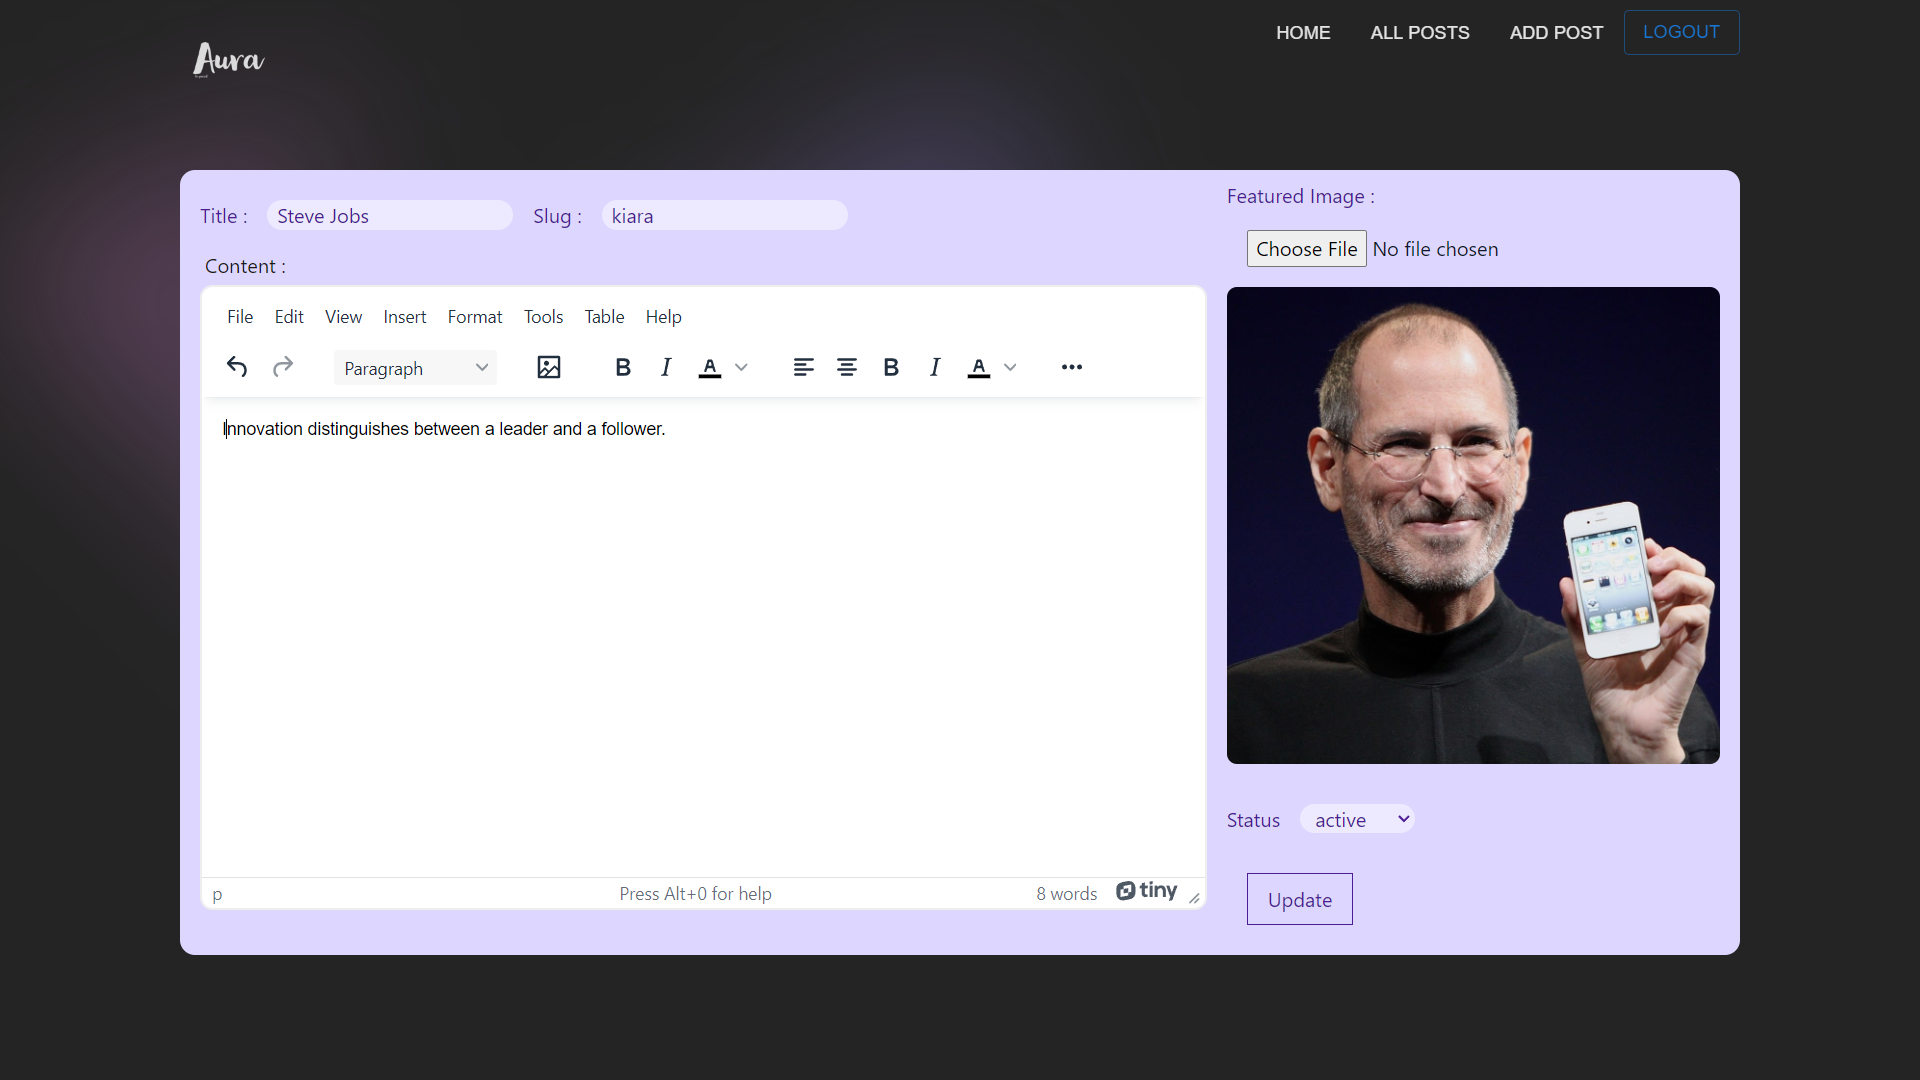 HOME ALL POSTS ADD POST LOGOUT
Aura
Title : Steve Jobs Slug : kiara
Content :
File Edit View Insert Format Tools Table Help
Paragraph B I A B I A
Innovation distinguishes between a leader and a follower.
p Press Alt+0 for help 8 words tiny
Featured Image :
Choose File No file chosen
Status active
Update